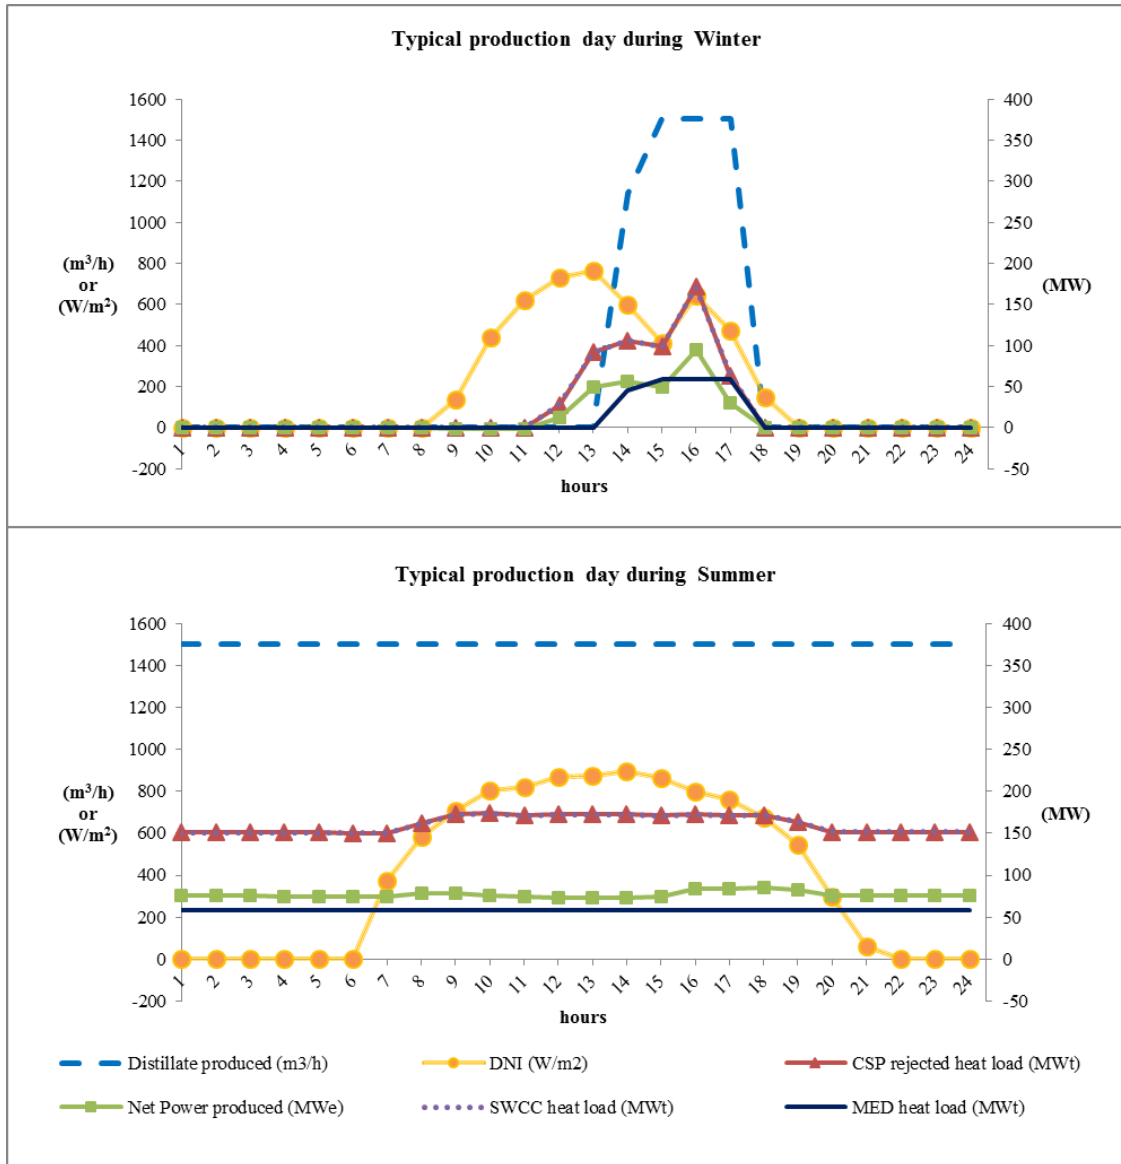 Typical production day during Winter
1600 400
1400 350
1200 300
1000 250
800 200
600 150
400 100
200 50
0 0
-200 -50
(m³/h)
or
(W/m²)
(MW)
1 2 3 4 5 6 7 8 9 10 11 12 13 14 15 16 17 18 19 20 21 22 23 24
hours
Typical production day during Summer
1600 400
1400 350
1200 300
1000 250
800 200
600 150
400 100
200 50
0 0
-200 -50
(m³/h)
or
(W/m²)
(MW)
1 2 3 4 5 6 7 8 9 10 11 12 13 14 15 16 17 18 19 20 21 22 23 24
hours
Distillate produced (m3/h) DNI (W/m2) CSP rejected heat load (MWt)
Net Power produced (MWe) SWCC heat load (MWt) MED heat load (MWt)